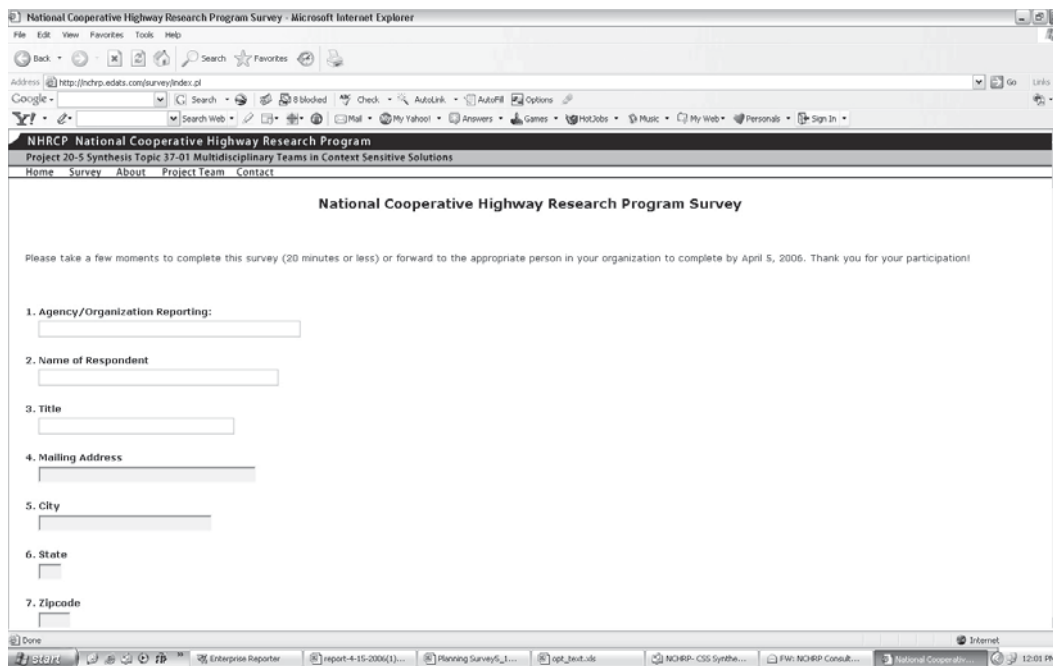 National Cooperative Highway Research Program Survey - Microsoft Internet Explorer
File Edit View Favorites Tools Help
Back Search Favorites
Address http://nchrp.edats.com/survey/index.pl Go Links
Google Search 8 blocked Check AutoLink AutoFill Options
Y! Search Web Mail My Yahoo! Answers Games HotJobs Music My Web Personals Sign In
NHRCP National Cooperative Highway Research Program
Project 20-5 Synthesis Topic 37-01 Multidisciplinary Teams in Context Sensitive Solutions
Home Survey About Project Team Contact
National Cooperative Highway Research Program Survey
Please take a few moments to complete this survey (20 minutes or less) or forward to the appropriate person in your organization to complete by April 5, 2006. Thank you for your participation!
1. Agency/Organization Reporting:
2. Name of Respondent
3. Title
4. Mailing Address
5. City
6. State
7. Zipcode
Done Internet
start Enterprise Reporter report-4-15-2006(1)... Planning Survey5_1... opt_text.xls NCHRP- CSS Synthe... FW: NCHRP Consult... National Cooperativ... 12:01 PM